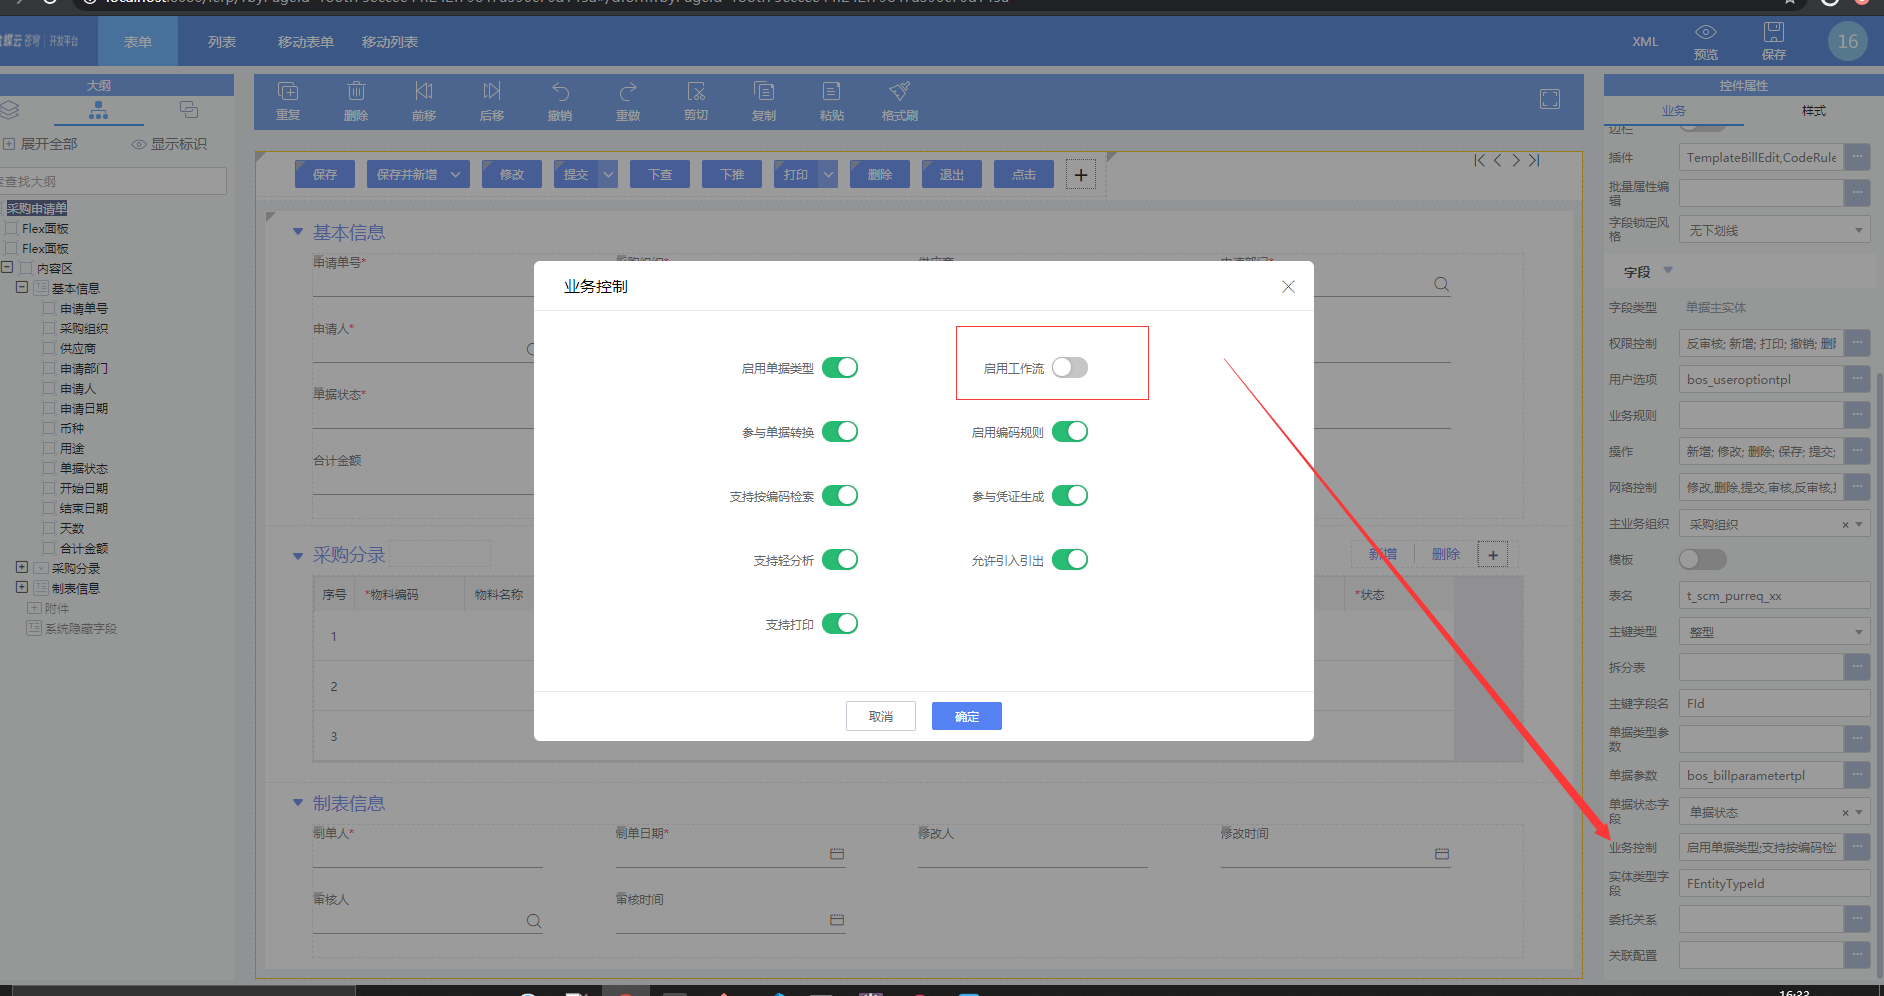 表单
列表
移动表单
移动列表
XML
预览
保存
16
大纲
展开全部
显示标识
查找大纲
采购申请单
Flex面板
Flex面板
内容区
基本信息
申请单号
采购组织
供应商
申请部门
申请人
申请日期
币种
用途
单据状态
开始日期
结束日期
天数
合计金额
采购分录
制表信息
附件
系统隐藏字段
重复
删除
前移
后移
撤销
重做
剪切
复制
粘贴
格式刷
保存
保存并新增
修改
提交
下查
下推
打印
删除
退出
点击
基本信息
申请单号*
申请人*
单据状态*
合计金额
业务控制
启用单据类型
启用工作流
参与单据转换
启用编码规则
支持按编码检索
参与凭证生成
支持轻分析
允许引入引出
支持打印
取消
确定
采购分录
新增
删除
序号
*物料编码
物料名称
*状态
1
2
3
制表信息
制单人*
制单日期*
修改人
修改时间
审核人
审核时间
控件属性
业务
样式
边栏
插件
TemplateBillEdit,CodeRule
批量属性编辑
字段锁定风格
无下划线
字段
字段类型
单据主实体
权限控制
反审核; 新增; 打印; 撤销; 删
用户选项
bos_useroptiontpl
业务规则
操作
新增; 修改; 删除; 保存; 提交;
网络控制
修改,删除,提交,审核,反审核,
主业务组织
采购组织
模板
表名
t_scm_purreq_xx
主键类型
整型
拆分表
主键字段名
FId
单据类型参数
单据参数
bos_billparametertpl
单据状态字段
单据状态
业务控制
启用单据类型;支持按编码检
实体类型字段
FEntityTypeId
委托关系
关联配置